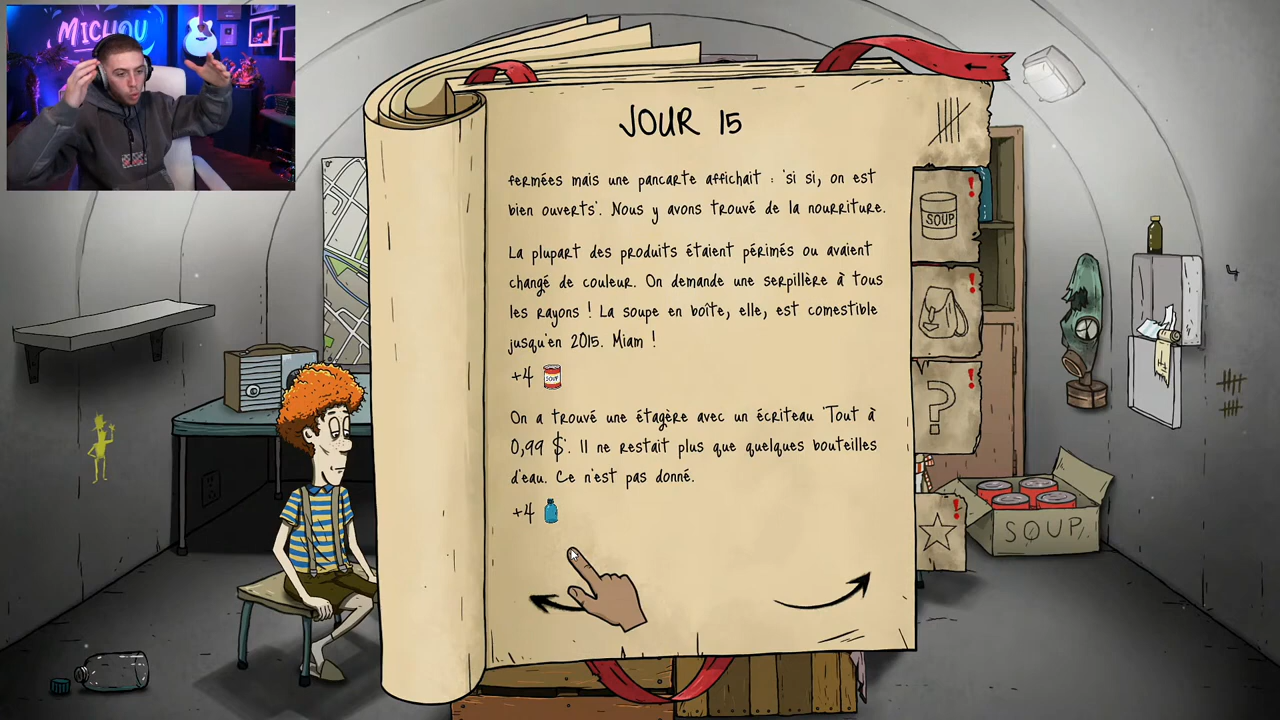 MICHOU
JOUR 15
fermées mais une pancarte affichait : 'si si, on est
bien ouverts'. Nous y avons trouvé de la nourriture.
La plupart des produits étaient périmés ou avaient
changé de couleur. On demande une serpillère à tous
les rayons ! La soupe en boîte, elle, est comestible
jusqu'en 2015. Miam !
+4 SOUP
On a trouvé une étagère avec un écriteau 'Tout à
0,99 $'. Il ne restait plus que quelques bouteilles
d'eau. Ce n'est pas donné.
+4
!
SOUP
!
!
?
!
SOUP